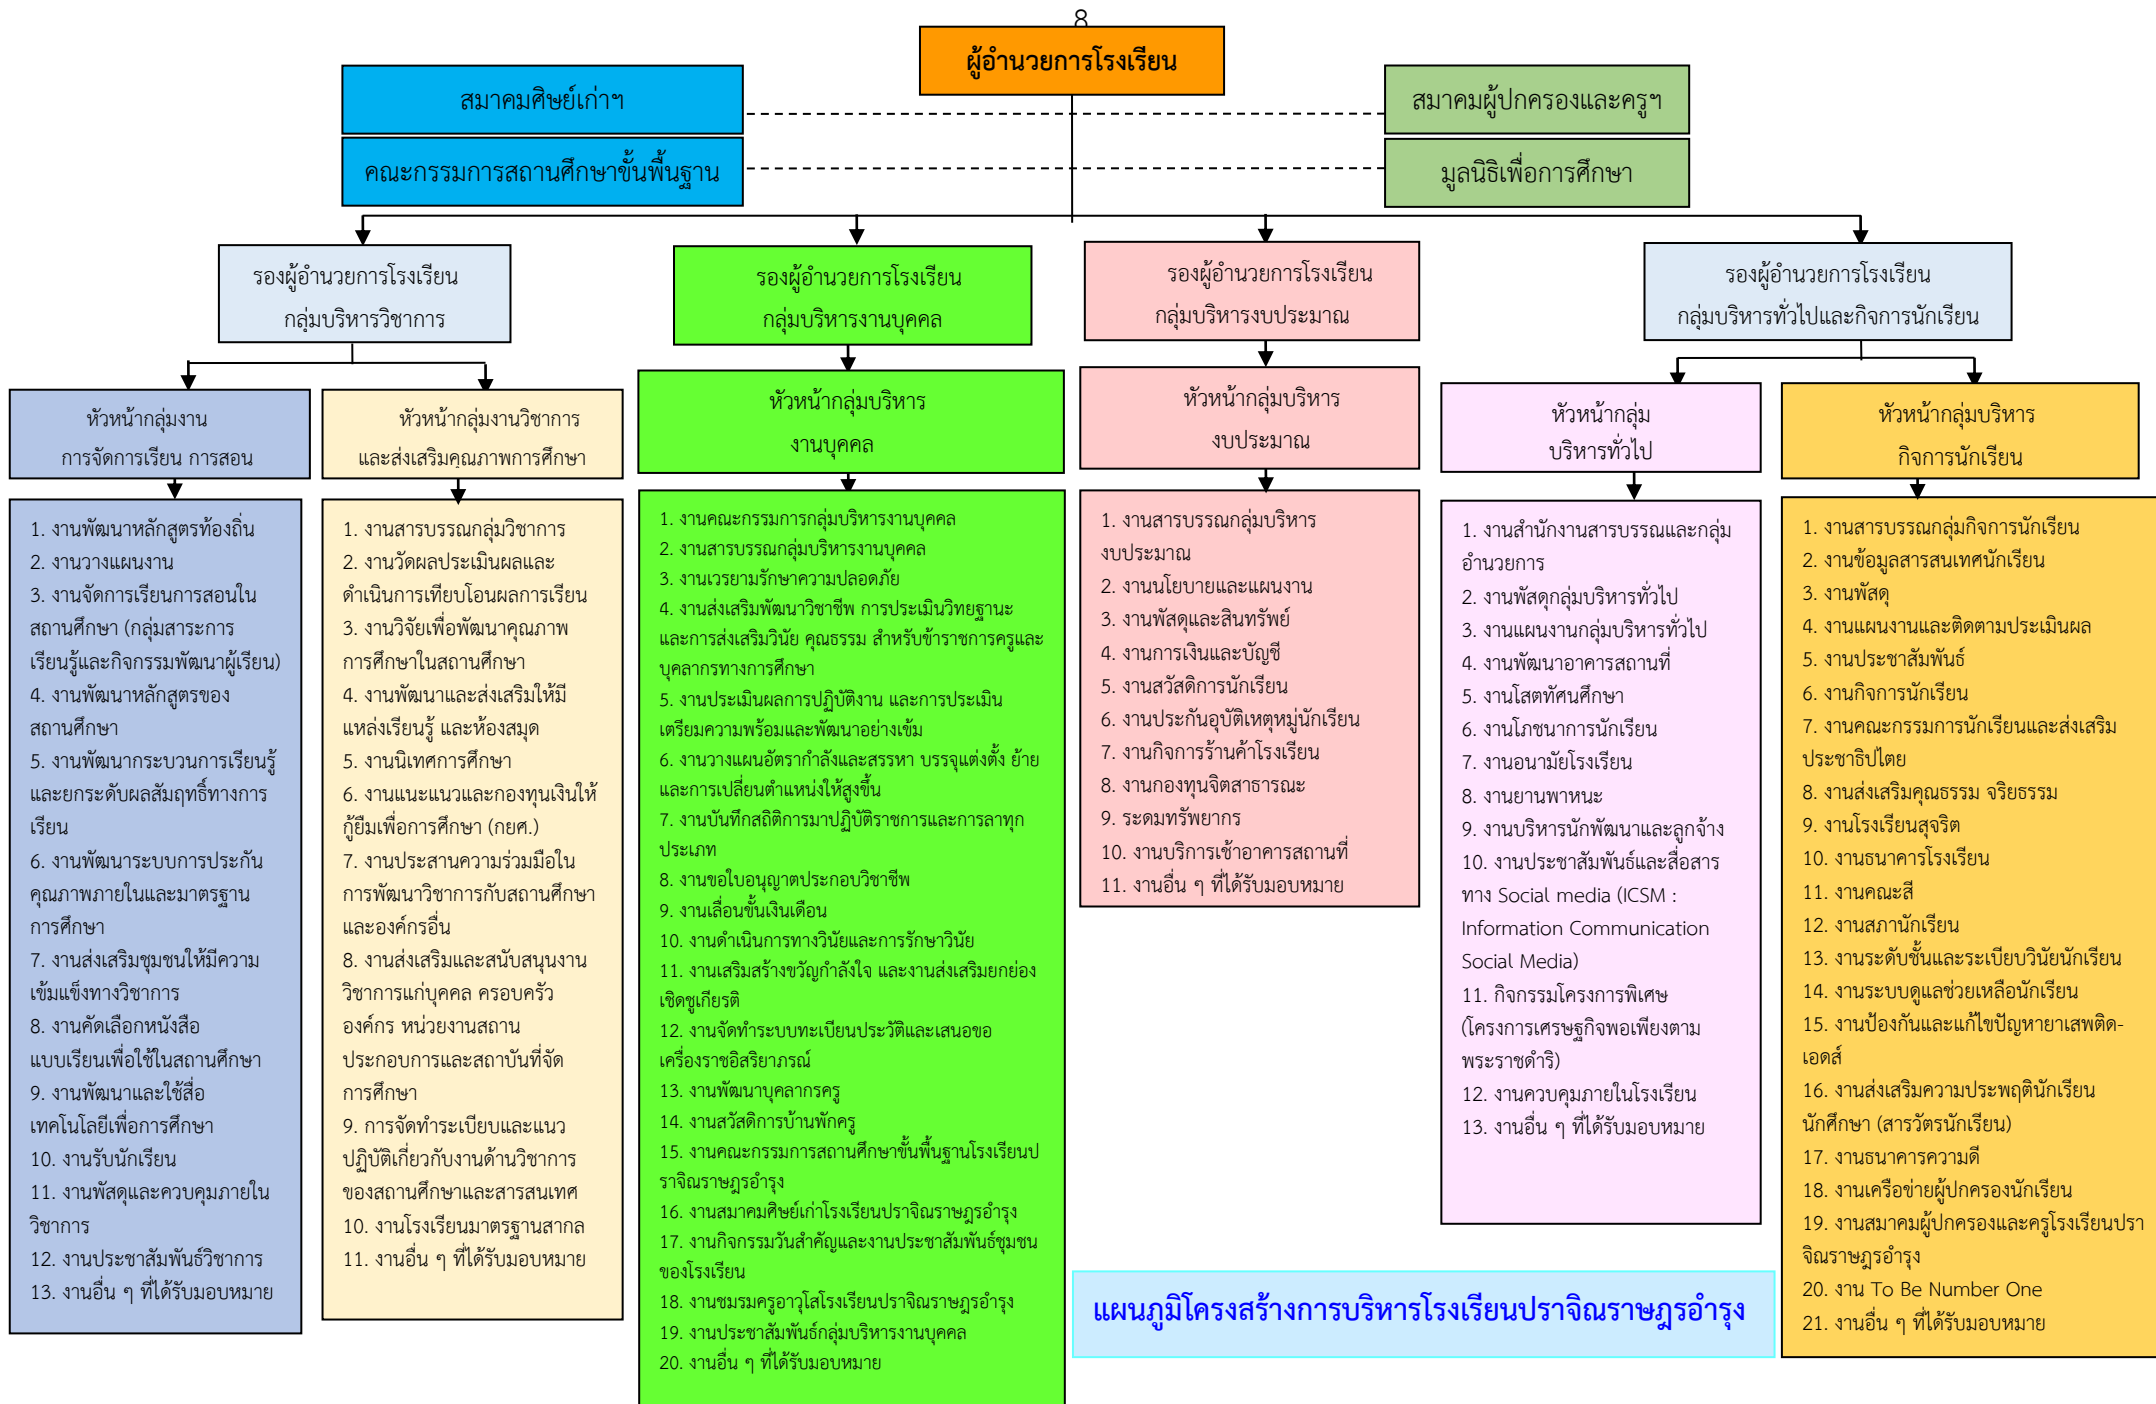 8
ผู้อำนวยการโรงเรียน
สมาคมศิษย์เก่าฯ
สมาคมผู้ปกครองและครูฯ
คณะกรรมการสถานศึกษาขั้นพื้นฐาน
มูลนิธิเพื่อการศึกษา
รองผู้อำนวยการโรงเรียน
กลุ่มบริหารวิชาการ
รองผู้อำนวยการโรงเรียน
กลุ่มบริหารงานบุคคล
รองผู้อำนวยการโรงเรียน
กลุ่มบริหารงบประมาณ
รองผู้อำนวยการโรงเรียน
กลุ่มบริหารทั่วไปและกิจการนักเรียน
หัวหน้ากลุ่มงาน
การจัดการเรียน การสอน
หัวหน้ากลุ่มงานวิชาการ
และส่งเสริมคุณภาพการศึกษา
หัวหน้ากลุ่มบริหาร
งานบุคคล
หัวหน้ากลุ่มบริหาร
งบประมาณ
หัวหน้ากลุ่ม
บริหารทั่วไป
หัวหน้ากลุ่มบริหาร
กิจการนักเรียน
1. งานพัฒนาหลักสูตรท้องถิ่น
2. งานวางแผนงาน
3. งานจัดการเรียนการสอนใน
สถานศึกษา (กลุ่มสาระการ
เรียนรู้และกิจกรรมพัฒนาผู้เรียน)
4. งานพัฒนาหลักสูตรของ
สถานศึกษา
5. งานพัฒนากระบวนการเรียนรู้
และยกระดับผลสัมฤทธิ์ทางการ
เรียน
6. งานพัฒนาระบบการประกัน
คุณภาพภายในและมาตรฐาน
การศึกษา
7. งานส่งเสริมชุมชนให้มีความ
เข้มแข็งทางวิชาการ
8. งานคัดเลือกหนังสือ
แบบเรียนเพื่อใช้ในสถานศึกษา
9. งานพัฒนาและใช้สื่อ
เทคโนโลยีเพื่อการศึกษา
10. งานรับนักเรียน
11. งานพัสดุและควบคุมภายใน
วิชาการ
12. งานประชาสัมพันธ์วิชาการ
13. งานอื่น ๆ ที่ได้รับมอบหมาย
1. งานสารบรรณกลุ่มวิชาการ
2. งานวัดผลประเมินผลและ
ดำเนินการเทียบโอนผลการเรียน
3. งานวิจัยเพื่อพัฒนาคุณภาพ
การศึกษาในสถานศึกษา
4. งานพัฒนาและส่งเสริมให้มี
แหล่งเรียนรู้ และห้องสมุด
5. งานนิเทศการศึกษา
6. งานแนะแนวและกองทุนเงินให้
กู้ยืมเพื่อการศึกษา (กยศ.)
7. งานประสานความร่วมมือใน
การพัฒนาวิชาการกับสถานศึกษา
และองค์กรอื่น
8. งานส่งเสริมและสนับสนุนงาน
วิชาการแก่บุคคล ครอบครัว
องค์กร หน่วยงานสถาน
ประกอบการและสถาบันที่จัด
การศึกษา
9. การจัดทำระเบียบและแนว
ปฏิบัติเกี่ยวกับงานด้านวิชาการ
ของสถานศึกษาและสารสนเทศ
10. งานโรงเรียนมาตรฐานสากล
11. งานอื่น ๆ ที่ได้รับมอบหมาย
1. งานคณะกรรมการกลุ่มบริหารงานบุคคล
2. งานสารบรรณกลุ่มบริหารงานบุคคล
3. งานเวรยามรักษาความปลอดภัย
4. งานส่งเสริมพัฒนาวิชาชีพ การประเมินวิทยฐานะ
และการส่งเสริมวินัย คุณธรรม สำหรับข้าราชการครูและ
บุคลากรทางการศึกษา
5. งานประเมินผลการปฏิบัติงาน และการประเมิน
เตรียมความพร้อมและพัฒนาอย่างเข้ม
6. งานวางแผนอัตรากำลังและสรรหา บรรจุแต่งตั้ง ย้าย
และการเปลี่ยนตำแหน่งให้สูงขึ้น
7. งานบันทึกสถิติการมาปฏิบัติราชการและการลาทุก
ประเภท
8. งานขอใบอนุญาตประกอบวิชาชีพ
9. งานเลื่อนขั้นเงินเดือน
10. งานดำเนินการทางวินัยและการรักษาวินัย
11. งานเสริมสร้างขวัญกำลังใจ และงานส่งเสริมยกย่อง
เชิดชูเกียรติ
12. งานจัดทำระบบทะเบียนประวัติและเสนอขอ
เครื่องราชอิสริยาภรณ์
13. งานพัฒนาบุคลากรครู
14. งานสวัสดิการบ้านพักครู
15. งานคณะกรรมการสถานศึกษาขั้นพื้นฐานโรงเรียนป
ราจิณราษฎรอำรุง
16. งานสมาคมศิษย์เก่าโรงเรียนปราจิณราษฎรอำรุง
17. งานกิจกรรมวันสำคัญและงานประชาสัมพันธ์ชุมชน
ของโรงเรียน
18. งานชมรมครูอาวุโสโรงเรียนปราจิณราษฎรอำรุง
19. งานประชาสัมพันธ์กลุ่มบริหารงานบุคคล
20. งานอื่น ๆ ที่ได้รับมอบหมาย
1. งานสารบรรณกลุ่มบริหาร
งบประมาณ
2. งานนโยบายและแผนงาน
3. งานพัสดุและสินทรัพย์
4. งานการเงินและบัญชี
5. งานสวัสดิการนักเรียน
6. งานประกันอุบัติเหตุหมู่นักเรียน
7. งานกิจการร้านค้าโรงเรียน
8. งานกองทุนจิตสาธารณะ
9. ระดมทรัพยากร
10. งานบริการเช้าอาคารสถานที่
11. งานอื่น ๆ ที่ได้รับมอบหมาย
1. งานสำนักงานสารบรรณและกลุ่ม
อำนวยการ
2. งานพัสดุกลุ่มบริหารทั่วไป
3. งานแผนงานกลุ่มบริหารทั่วไป
4. งานพัฒนาอาคารสถานที่
5. งานโสตทัศนศึกษา
6. งานโภชนาการนักเรียน
7. งานอนามัยโรงเรียน
8. งานยานพาหนะ
9. งานบริหารนักพัฒนาและลูกจ้าง
10. งานประชาสัมพันธ์และสื่อสาร
ทาง Social media (ICSM :
Information Communication
Social Media)
11. กิจกรรมโครงการพิเศษ
(โครงการเศรษฐกิจพอเพียงตาม
พระราชดำริ)
12. งานควบคุมภายในโรงเรียน
13. งานอื่น ๆ ที่ได้รับมอบหมาย
1. งานสารบรรณกลุ่มกิจการนักเรียน
2. งานข้อมูลสารสนเทศนักเรียน
3. งานพัสดุ
4. งานแผนงานและติดตามประเมินผล
5. งานประชาสัมพันธ์
6. งานกิจการนักเรียน
7. งานคณะกรรมการนักเรียนและส่งเสริม
ประชาธิปไตย
8. งานส่งเสริมคุณธรรม จริยธรรม
9. งานโรงเรียนสุจริต
10. งานธนาคารโรงเรียน
11. งานคณะสี
12. งานสภานักเรียน
13. งานระดับชั้นและระเบียบวินัยนักเรียน
14. งานระบบดูแลช่วยเหลือนักเรียน
15. งานป้องกันและแก้ไขปัญหายาเสพติด-
เอดส์
16. งานส่งเสริมความประพฤตินักเรียน
นักศึกษา (สารวัตรนักเรียน)
17. งานธนาคารความดี
18. งานเครือข่ายผู้ปกครองนักเรียน
19. งานสมาคมผู้ปกครองและครูโรงเรียนปรา
จิณราษฎรอำรุง
20. งาน To Be Number One
21. งานอื่น ๆ ที่ได้รับมอบหมาย
แผนภูมิโครงสร้างการบริหารโรงเรียนปราจิณราษฎรอำรุง